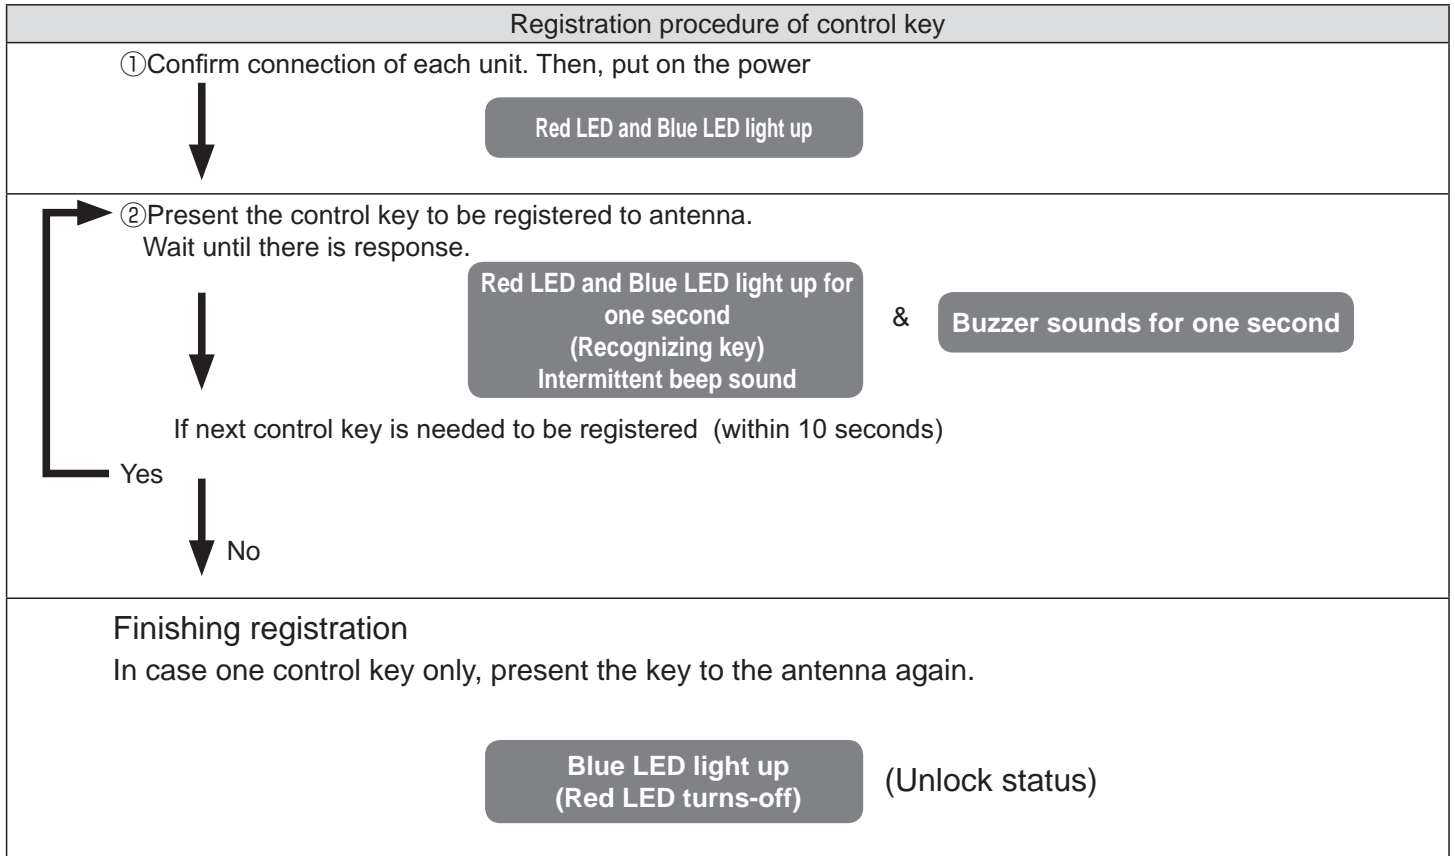 Registration procedure of control key
①Confirm connection of each unit. Then, put on the power
Red LED and Blue LED light up
②Present the control key to be registered to antenna.
Wait until there is response.
Red LED and Blue LED light up for
one second
(Recognizing key)
Intermittent beep sound
&
Buzzer sounds for one second
If next control key is needed to be registered (within 10 seconds)
Yes
No
Finishing registration
In case one control key only, present the key to the antenna again.
Blue LED light up
(Red LED turns-off)
(Unlock status)